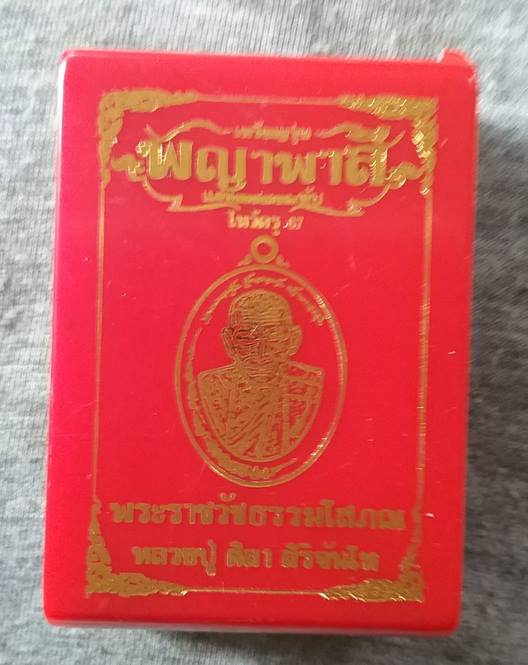 เหรียญรุ่น
พญาพาลี
ไหว้ครู .67
พระราชวัชรธรรมโสภณ
หลวงปู่ ศิลา สิริจันโท